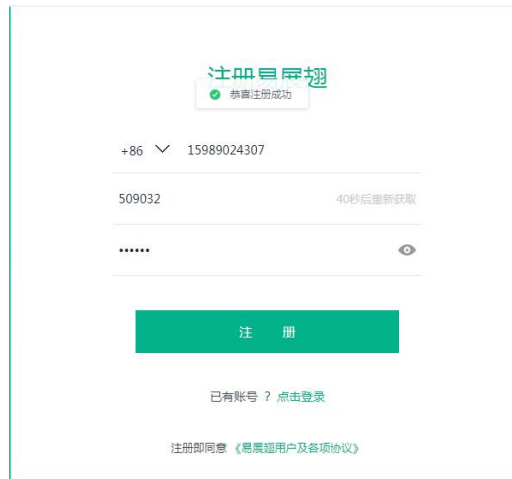 注册易展翅
恭喜注册成功
+86 15989024307
509032 40秒后重新获取
••••••
注 册
已有账号 ? 点击登录
注册即同意 《易展翅用户及各项协议》